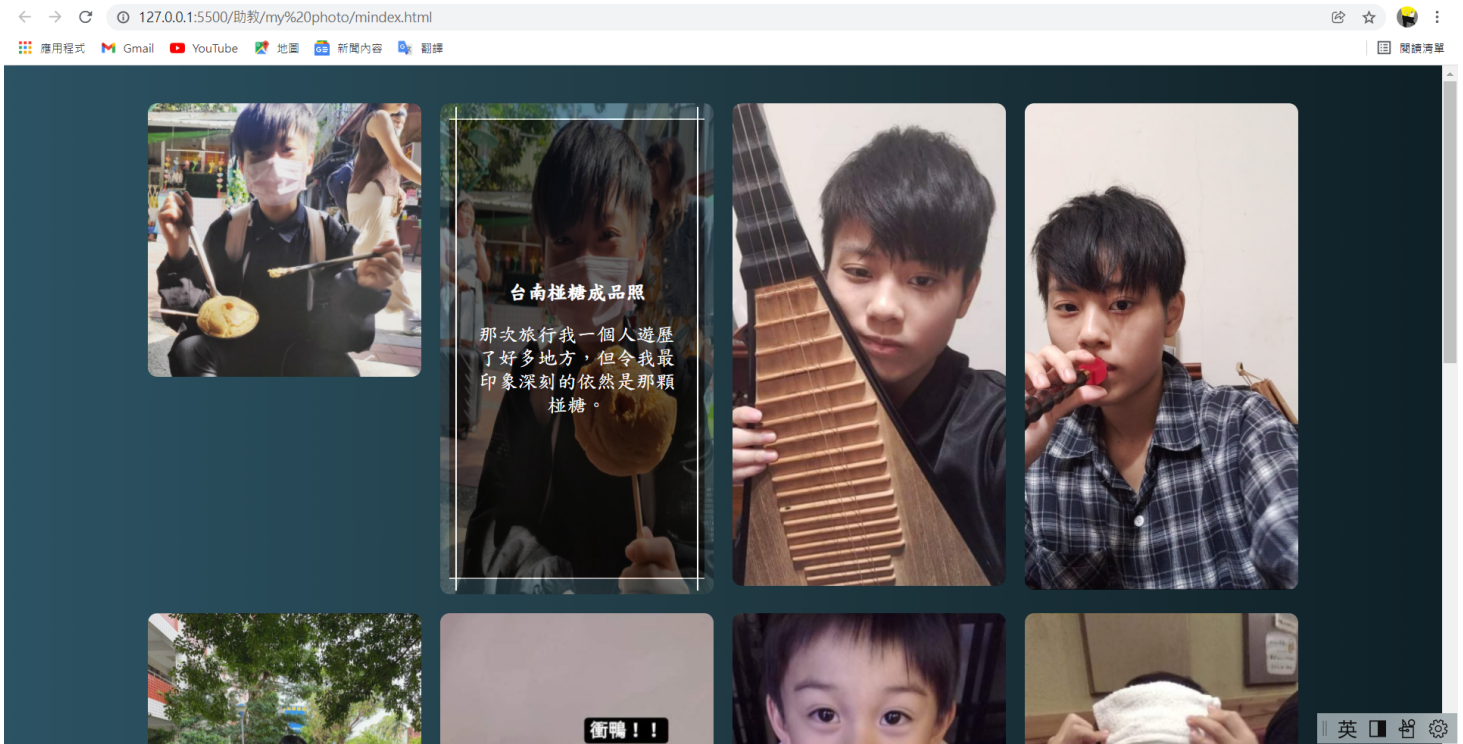 127.0.0.1:5500/助教/my%20photo/mindex.html
應用程式 Gmail YouTube 地圖 新聞內容 翻譯 閱讀清單
台南椪糖成品照
那次旅行我一個人遊歷
了好多地方，但令我最
印象深刻的依然是那顆
椪糖。
衝鴨！！
英